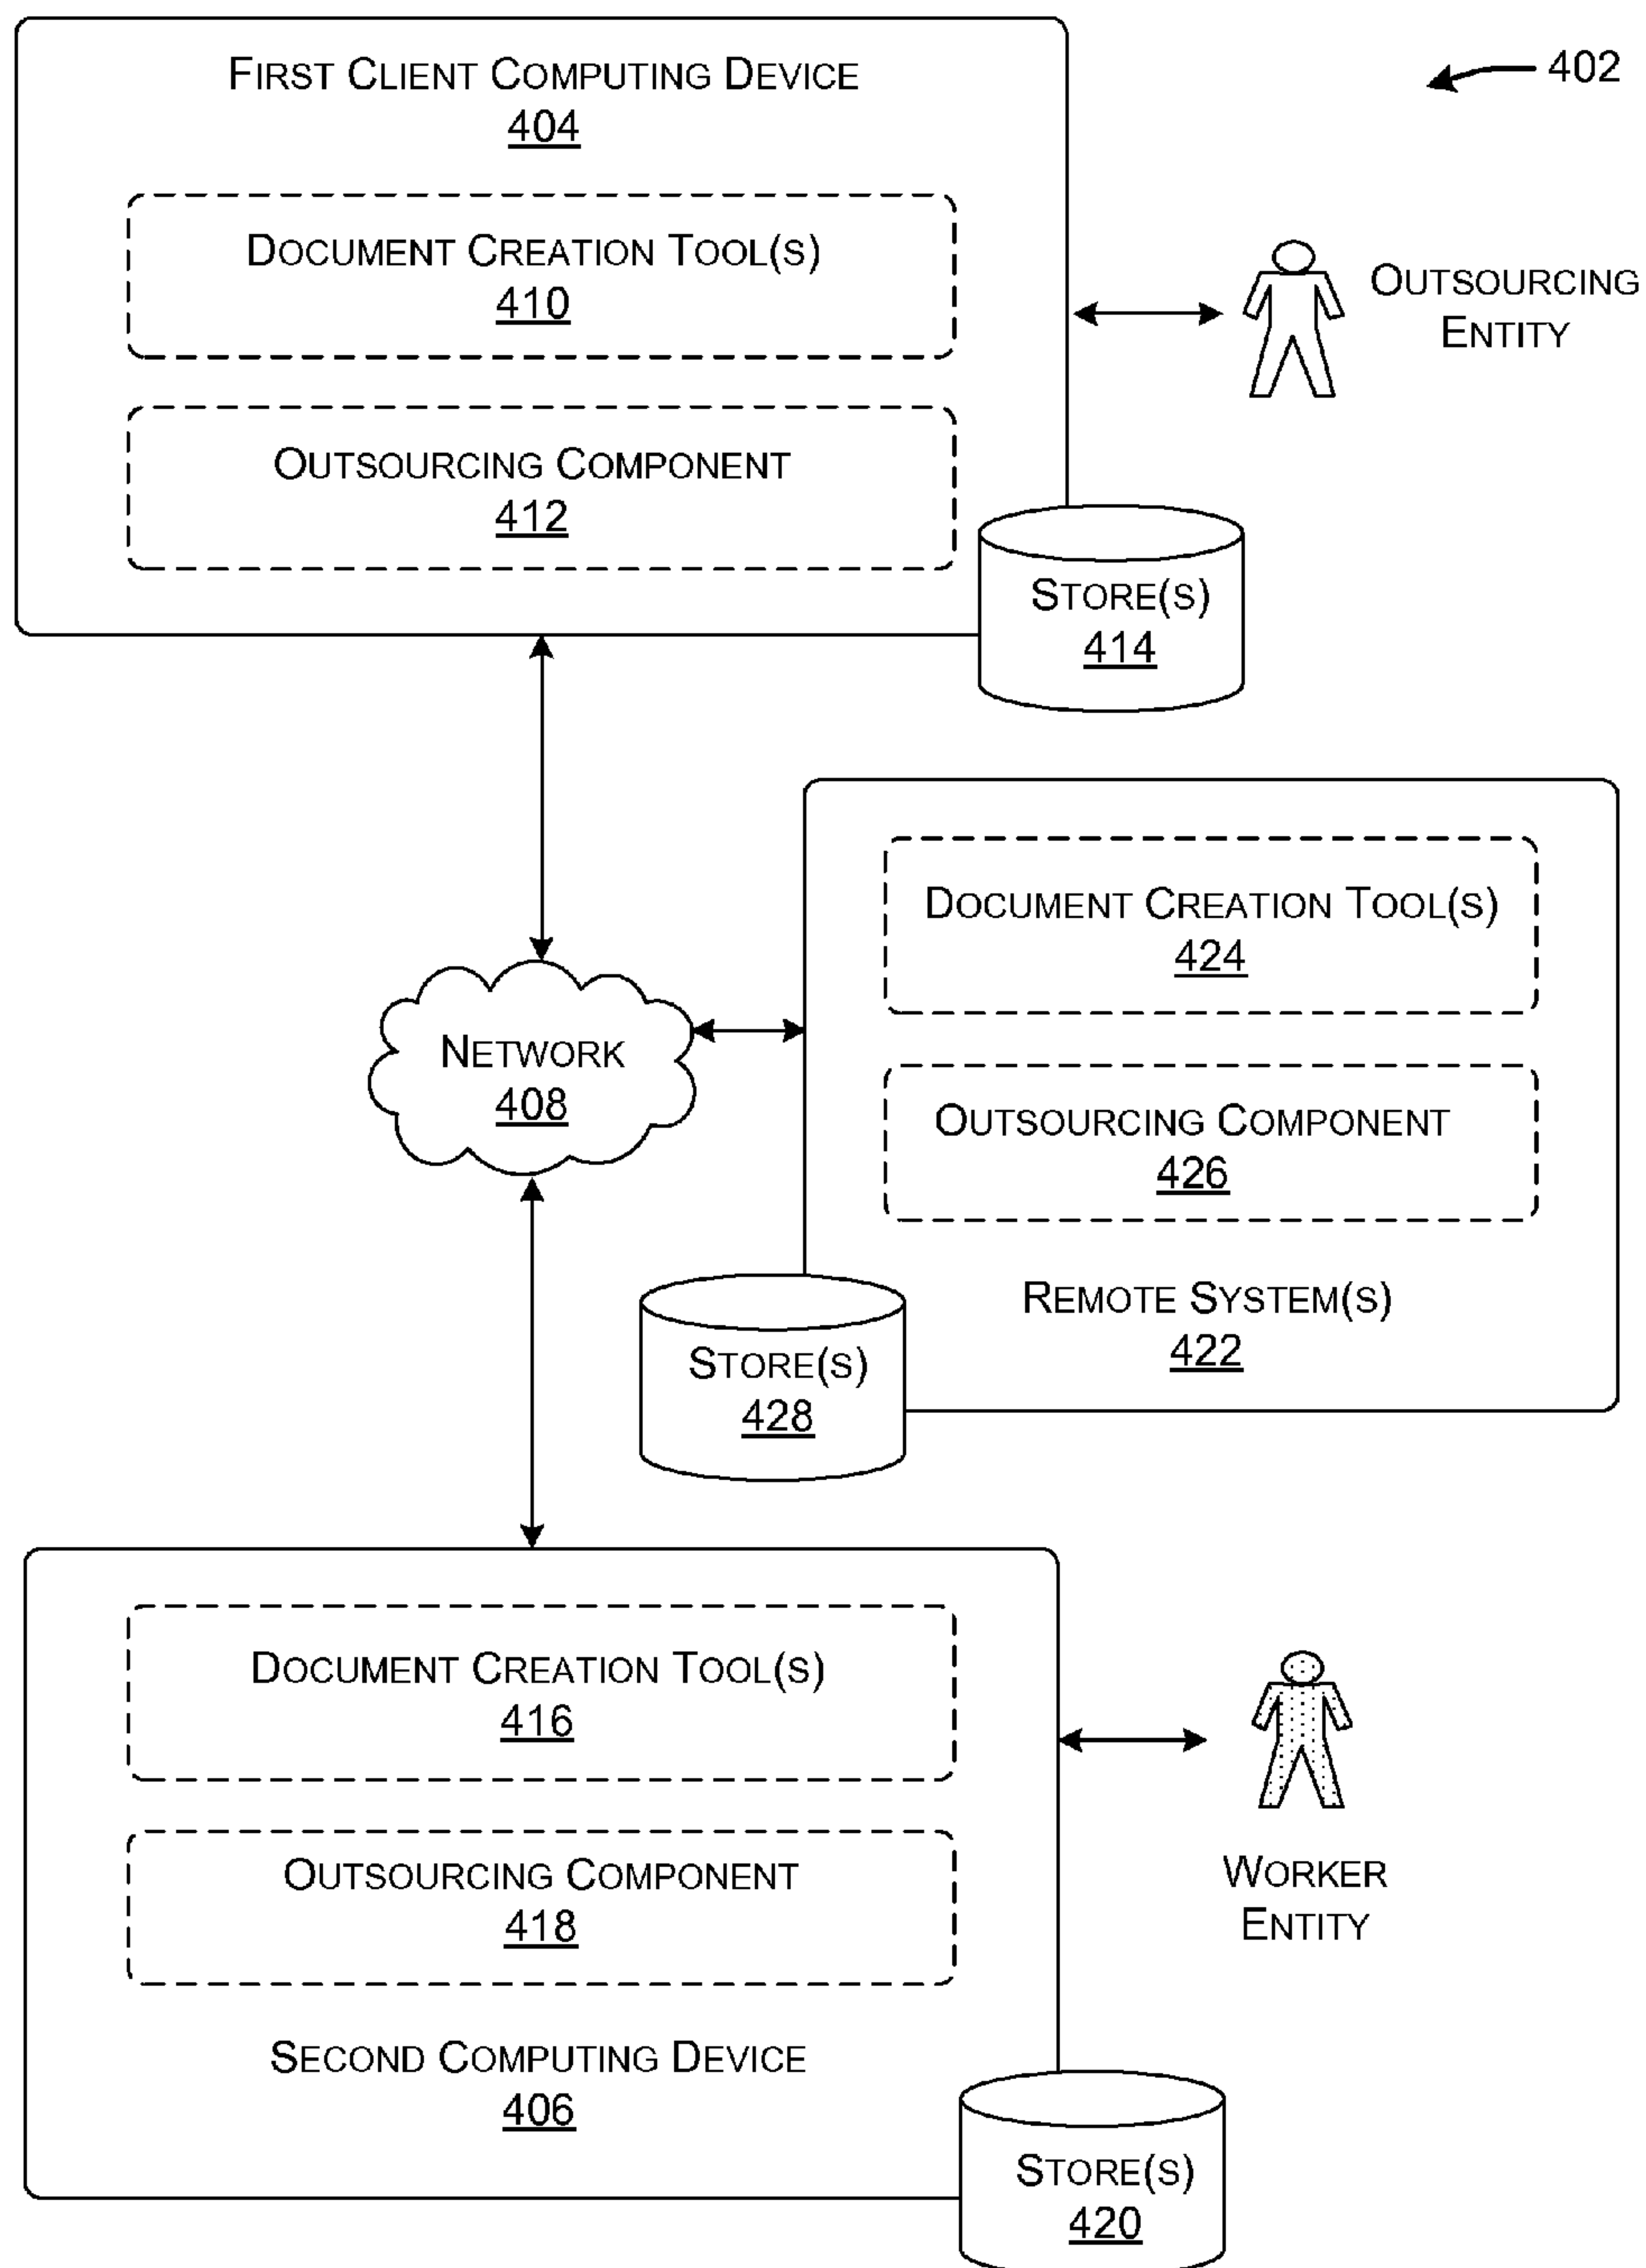 402
FIRST CLIENT COMPUTING DEVICE
404
DOCUMENT CREATION TOOL(S)
410
OUTSOURCING
ENTITY
OUTSOURCING COMPONENT
412
STORE(S)
414
DOCUMENT CREATION TOOL(S)
424
NETWORK
408
OUTSOURCING COMPONENT
426
REMOTE SYSTEM(S)
422
STORE(S)
428
DOCUMENT CREATION TOOL(S)
416
OUTSOURCING COMPONENT
418
WORKER
ENTITY
SECOND COMPUTING DEVICE
406
STORE(S)
420